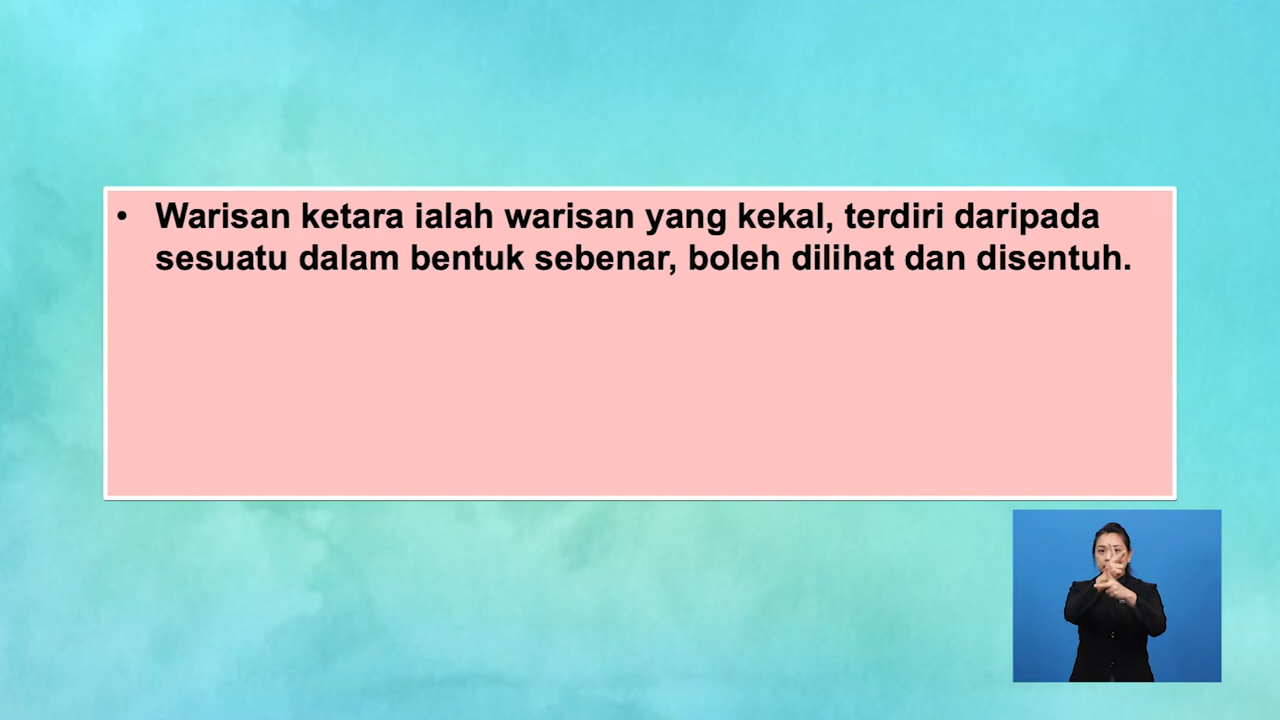 • Warisan ketara ialah warisan yang kekal, terdiri daripada
sesuatu dalam bentuk sebenar, boleh dilihat dan disentuh.